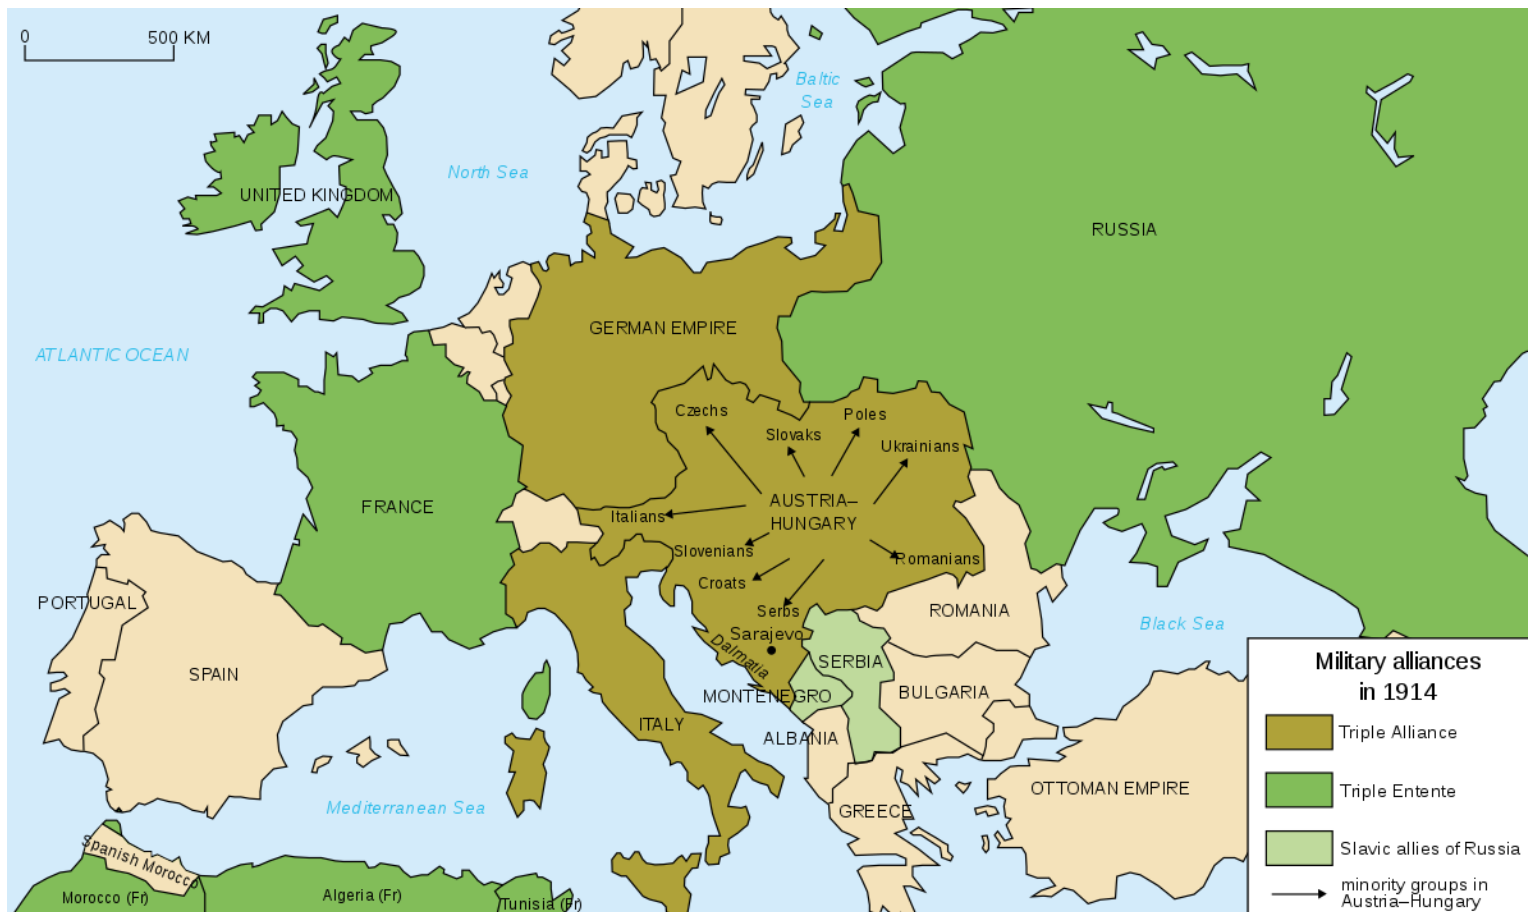 0 500 KM
Baltic
Sea
North Sea
UNITED KINGDOM
RUSSIA
GERMAN EMPIRE
ATLANTIC OCEAN
Czechs
Poles
Slovaks
Ukrainians
AUSTRIA–
HUNGARY
FRANCE
Italians
Slovenians
Romanians
Croats
PORTUGAL
Serbs
ROMANIA
Black Sea
Sarajevo
Dalmatia
SERBIA
SPAIN
MONTENEGRO
BULGARIA
ITALY
ALBANIA
OTTOMAN EMPIRE
Mediterranean Sea
GREECE
Spanish Morocco
Morocco (Fr)
Algeria (Fr)
Tunisia (Fr)
Military alliances
in 1914
Triple Alliance
Triple Entente
Slavic allies of Russia
minority groups in
Austria–Hungary